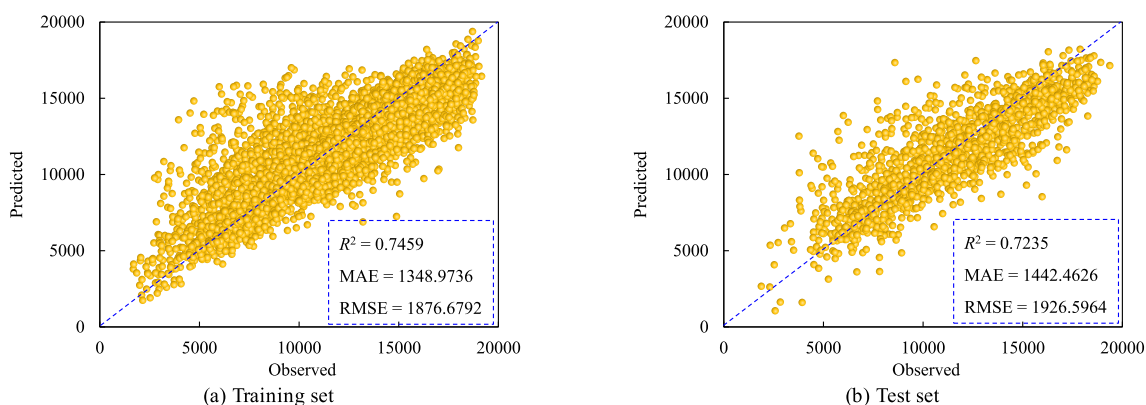 20000
15000
10000
5000
0
Predicted
R² = 0.7459
MAE = 1348.9736
RMSE = 1876.6792
0 5000 10000 15000 20000
Observed
(a) Training set
20000
15000
10000
5000
0
Predicted
R² = 0.7235
MAE = 1442.4626
RMSE = 1926.5964
0 5000 10000 15000 20000
Observed
(b) Test set